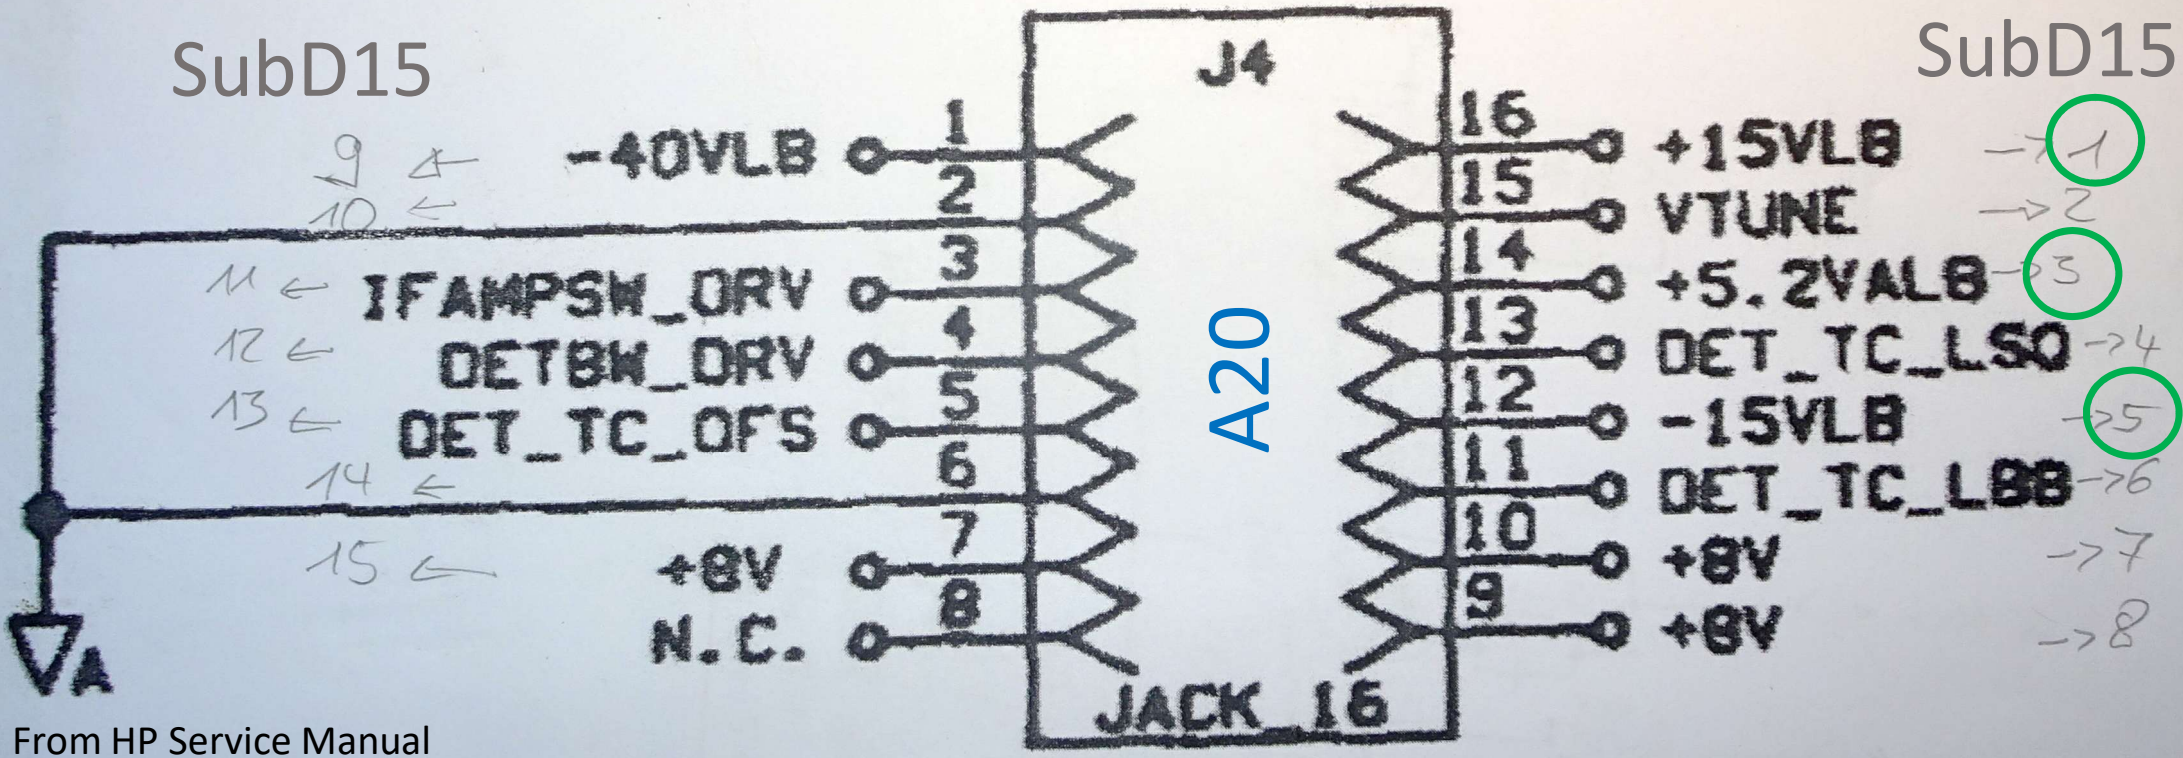 SubD15 SubD15
J4
9 ← -40VLB 1 16 +15VLB → 1
10 ← 2 15 VTUNE → 2
11 ← IFAMPSW_DRV 3 14 +5.2VALB → 3
12 ← DETBW_DRV 4 13 DET_TC_LSO → 4
13 ← DET_TC_OFS 5 12 -15VLB → 5
14 ← 6 11 DET_TC_LBB → 6
15 ← +8V 7 10 +8V → 7
N.C. 8 9 +8V → 8
A20
A
JACK_16
From HP Service Manual